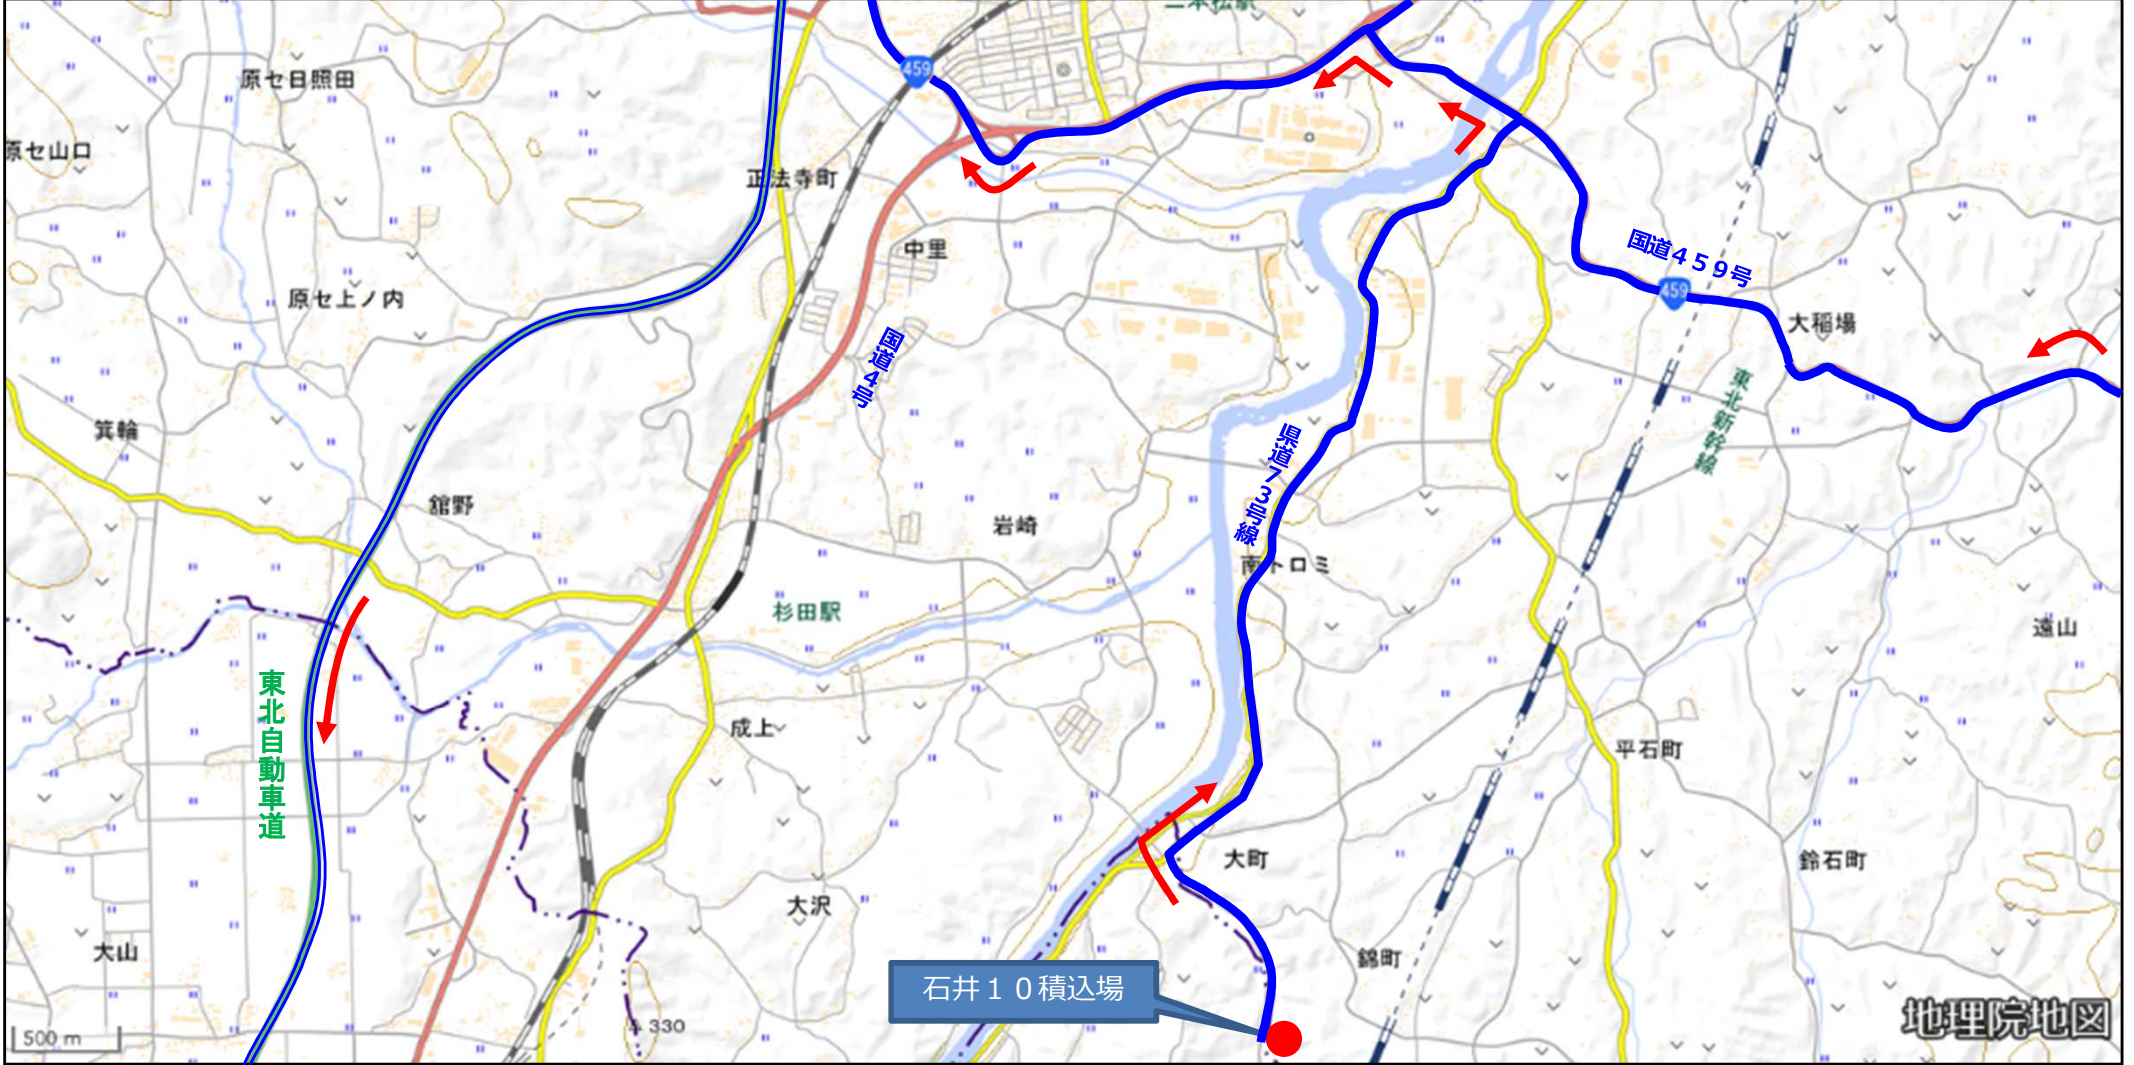 二本松駅
原セ日照田
459
原セ山口
正法寺町
中里
国道４５９号
459
原セ上ノ内
大稲場
国道４号
東北新幹線
箕輪
県道７３号線
舘野
岩崎
南トロミ
杉田駅
遠山
東北自動車道
成上
平石町
大町
鈴石町
大沢
大山
錦町
石井１０積込場
330
500 m
地理院地図